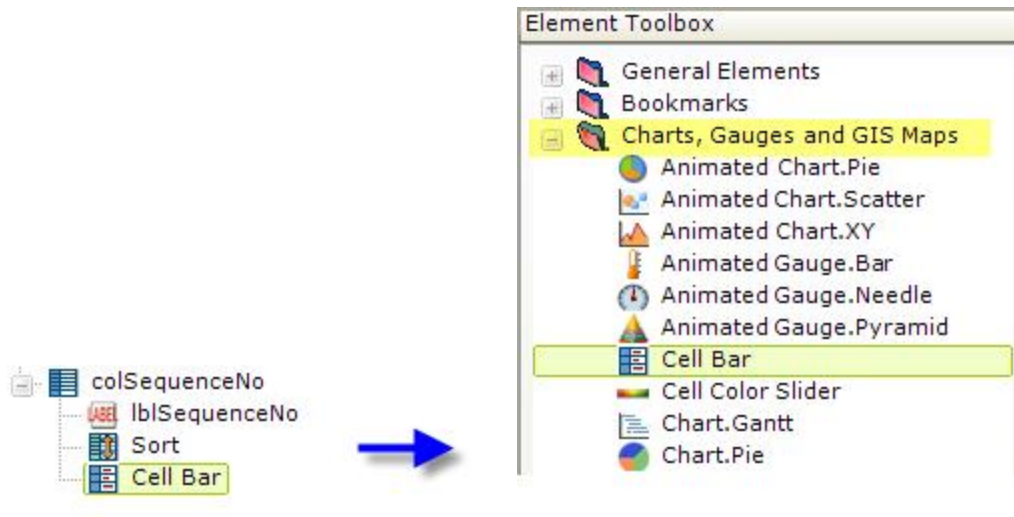 Element Toolbox
General Elements
Bookmarks
Charts, Gauges and GIS Maps
Animated Chart.Pie
Animated Chart.Scatter
Animated Chart.XY
Animated Gauge.Bar
Animated Gauge.Needle
Animated Gauge.Pyramid
Cell Bar
Cell Color Slider
Chart.Gantt
Chart.Pie
colSequenceNo
LABEL lblSequenceNo
Sort
Cell Bar